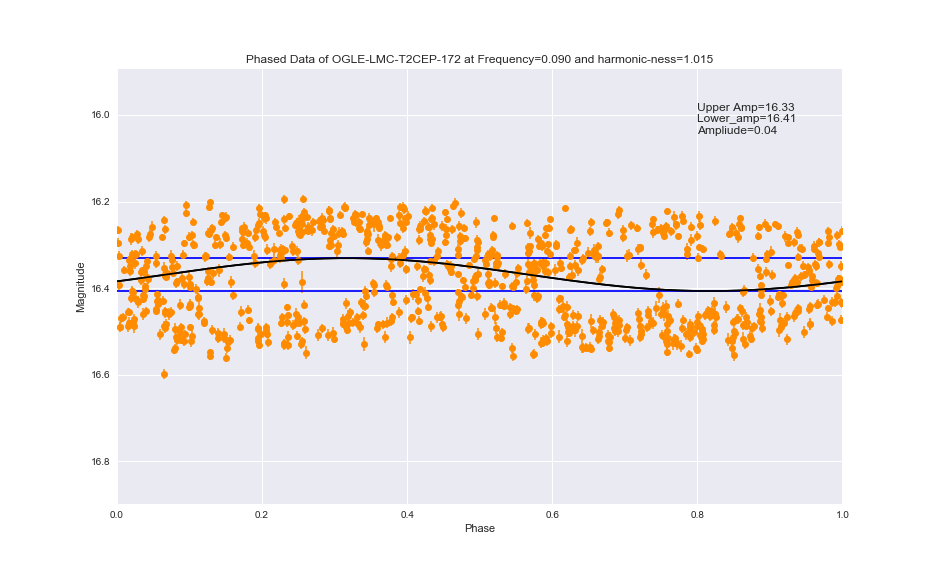 Phased Data of OGLE-LMC-T2CEP-172 at Frequency=0.090 and harmonic-ness=1.015
Upper Amp=16.33
Lower_amp=16.41
Ampliude=0.04
16.0
16.2
16.4
16.6
16.8
Magnitude
0.0 0.2 0.4 0.6 0.8 1.0
Phase